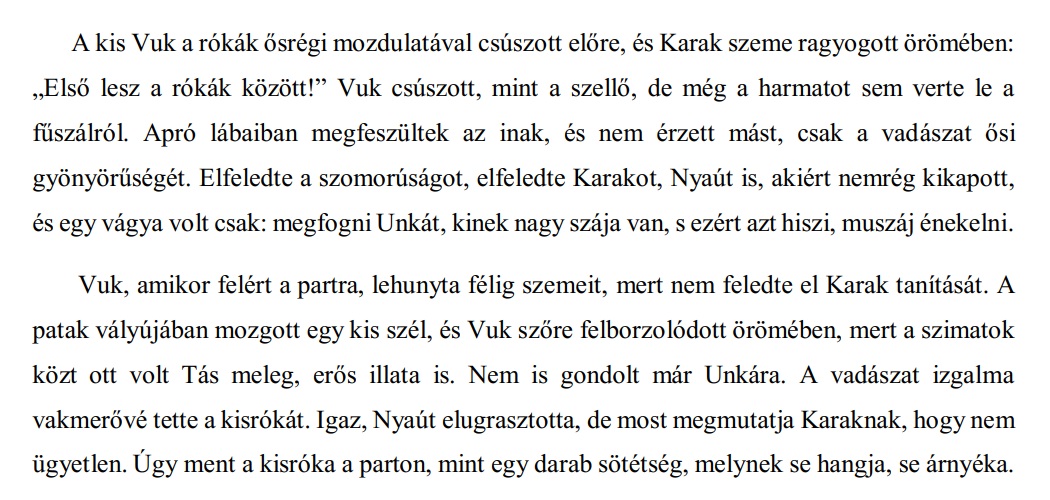 A kis Vuk a rókák ősrégi mozdulatával csúszott előre, és Karak szeme ragyogott örömében:
„Első lesz a rókák között!” Vuk csúszott, mint a szellő, de még a harmatot sem verte le a
fűszálról. Apró lábaiban megfeszültek az inak, és nem érzett mást, csak a vadászat ősi
gyönyörűségét. Elfeledte a szomorúságot, elfeledte Karakot, Nyaút is, akiért nemrég kikapott,
és egy vágya volt csak: megfogni Unkát, kinek nagy szája van, s ezért azt hiszi, muszáj énekelni.
Vuk, amikor felért a partra, lehunyta félig szemeit, mert nem feledte el Karak tanítását. A
patak vályújában mozgott egy kis szél, és Vuk szőre felborzolódott örömében, mert a szimatok
közt ott volt Tás meleg, erős illata is. Nem is gondolt már Unkára. A vadászat izgalma
vakmerővé tette a kisrókát. Igaz, Nyaút elugrasztotta, de most megmutatja Karaknak, hogy nem
ügyetlen. Úgy ment a kisróka a parton, mint egy darab sötétség, melynek se hangja, se árnyéka.